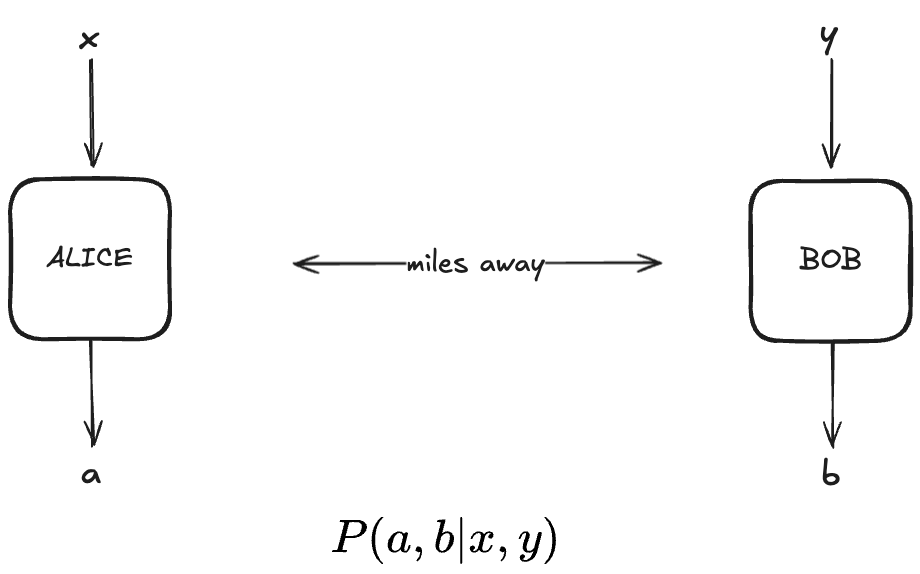 x
y
ALICE
miles away
BOB
a
b
P(a, b|x, y)